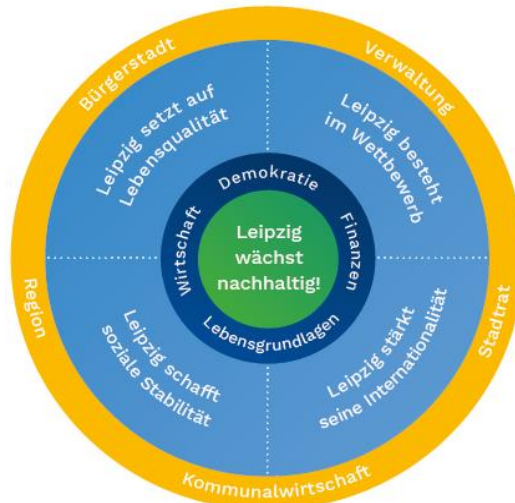 Bürgerstadt
Verwaltung
Leipzig setzt auf
Lebensqualität
Leipzig besteht
im Wettbewerb
Demokratie
Wirtschaft
Finanzen
Leipzig
wächst
nachhaltig!
Lebensgrundlagen
Region
Stadtrat
Leipzig schafft
soziale Stabilität
Leipzig stärkt
seine Internationalität
Kommunalwirtschaft